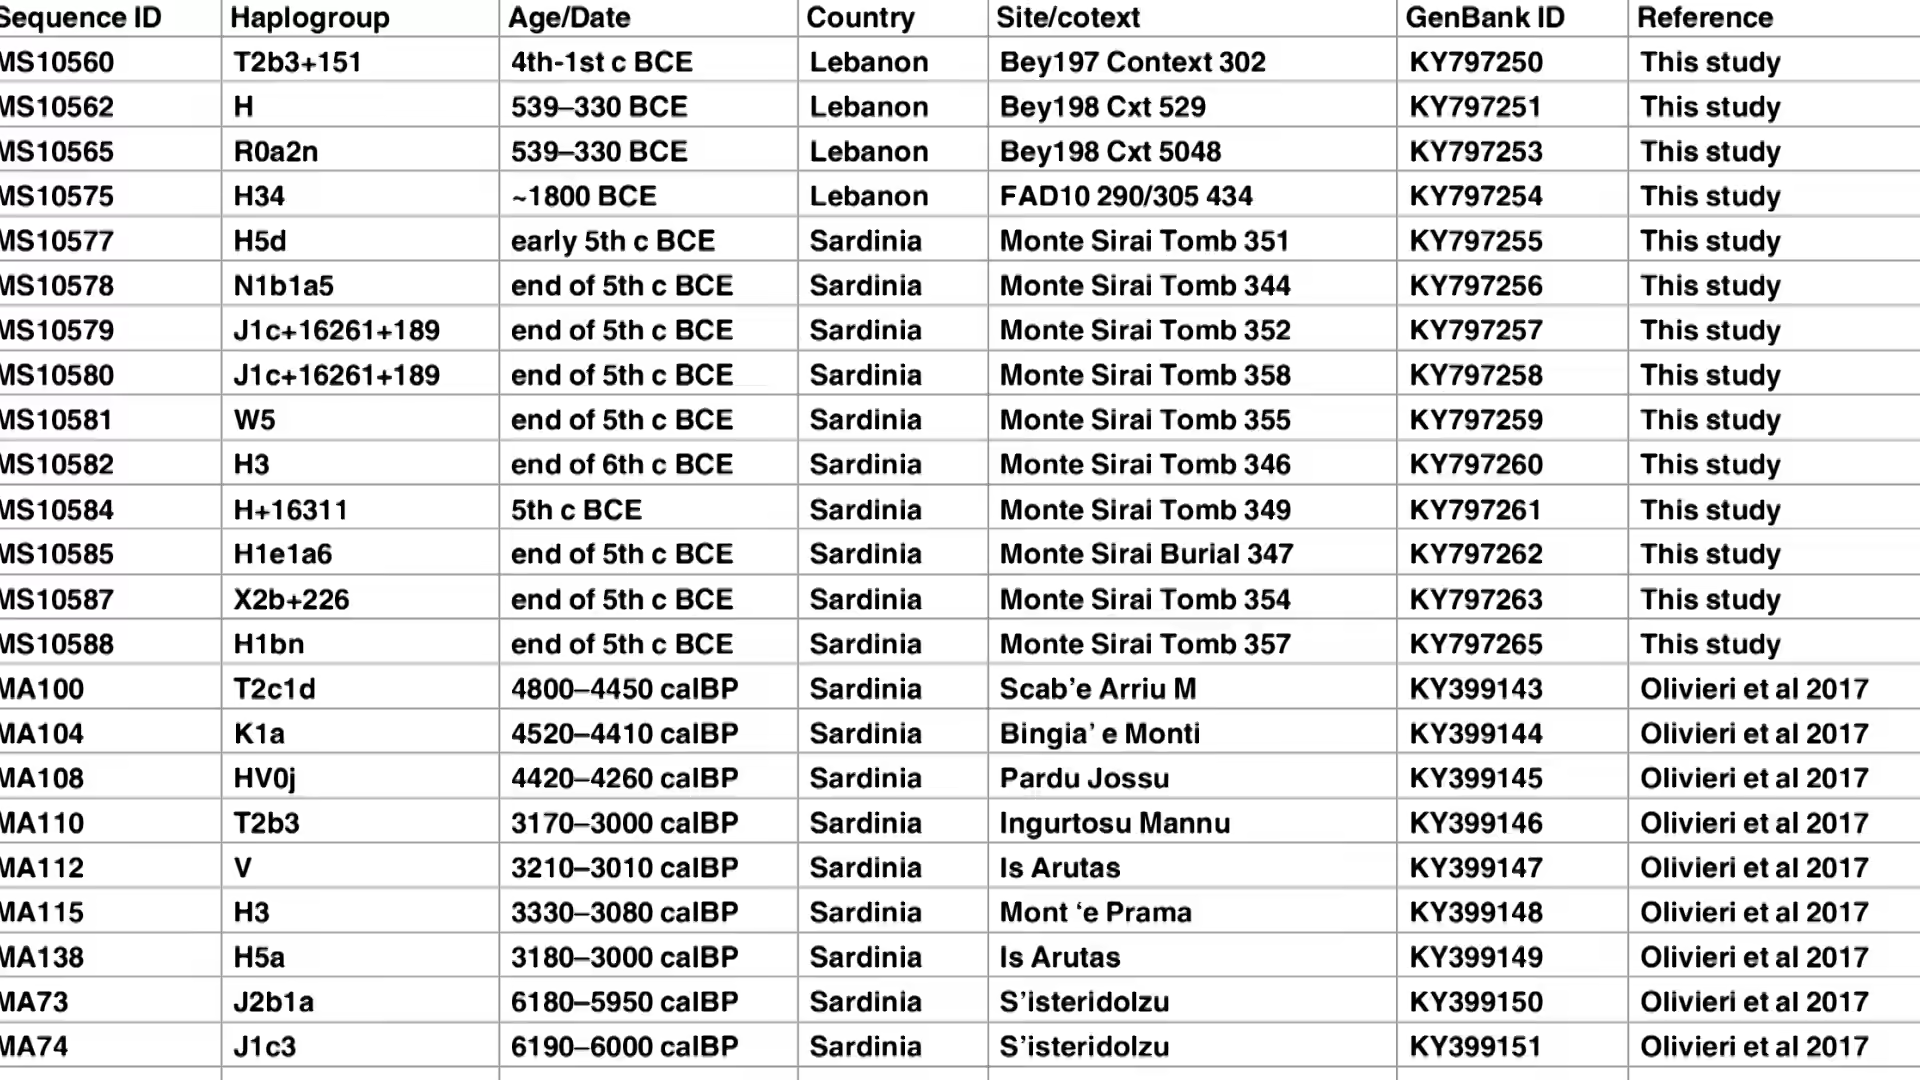 Sequence ID Haplogroup Age/Date Country Site/cotext GenBank ID Reference
MS10560 T2b3+151 4th-1st c BCE Lebanon Bey197 Context 302 KY797250 This study
MS10562 H 539–330 BCE Lebanon Bey198 Cxt 529 KY797251 This study
MS10565 R0a2n 539–330 BCE Lebanon Bey198 Cxt 5048 KY797253 This study
MS10575 H34 ~1800 BCE Lebanon FAD10 290/305 434 KY797254 This study
MS10577 H5d early 5th c BCE Sardinia Monte Sirai Tomb 351 KY797255 This study
MS10578 N1b1a5 end of 5th c BCE Sardinia Monte Sirai Tomb 344 KY797256 This study
MS10579 J1c+16261+189 end of 5th c BCE Sardinia Monte Sirai Tomb 352 KY797257 This study
MS10580 J1c+16261+189 end of 5th c BCE Sardinia Monte Sirai Tomb 358 KY797258 This study
MS10581 W5 end of 5th c BCE Sardinia Monte Sirai Tomb 355 KY797259 This study
MS10582 H3 end of 6th c BCE Sardinia Monte Sirai Tomb 346 KY797260 This study
MS10584 H+16311 5th c BCE Sardinia Monte Sirai Tomb 349 KY797261 This study
MS10585 H1e1a6 end of 5th c BCE Sardinia Monte Sirai Burial 347 KY797262 This study
MS10587 X2b+226 end of 5th c BCE Sardinia Monte Sirai Tomb 354 KY797263 This study
MS10588 H1bn end of 5th c BCE Sardinia Monte Sirai Tomb 357 KY797265 This study
MA100 T2c1d 4800–4450 calBP Sardinia Scab’e Arriu M KY399143 Olivieri et al 2017
MA104 K1a 4520–4410 calBP Sardinia Bingia’ e Monti KY399144 Olivieri et al 2017
MA108 HV0j 4420–4260 calBP Sardinia Pardu Jossu KY399145 Olivieri et al 2017
MA110 T2b3 3170–3000 calBP Sardinia Ingurtosu Mannu KY399146 Olivieri et al 2017
MA112 V 3210–3010 calBP Sardinia Is Arutas KY399147 Olivieri et al 2017
MA115 H3 3330–3080 calBP Sardinia Mont ‘e Prama KY399148 Olivieri et al 2017
MA138 H5a 3180–3000 calBP Sardinia Is Arutas KY399149 Olivieri et al 2017
MA73 J2b1a 6180–5950 calBP Sardinia S’isteridolzu KY399150 Olivieri et al 2017
MA74 J1c3 6190–6000 calBP Sardinia S’isteridolzu KY399151 Olivieri et al 2017